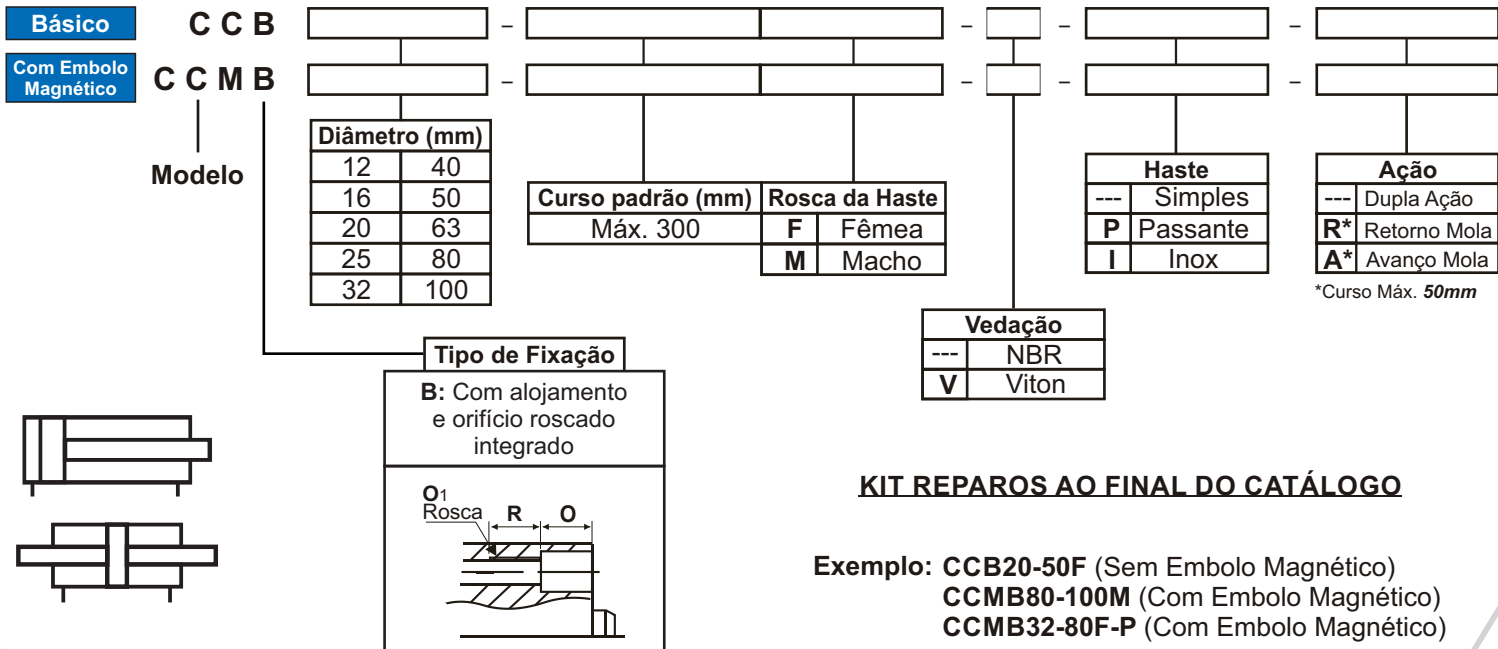 Básico C C B – – – –
Com Embolo
Magnético
C C M B – – – –
Modelo
Diâmetro (mm)
12 40
16 50
20 63
25 80
32 100
Curso padrão (mm)
Máx. 300
Rosca da Haste
F Fêmea
M Macho
Haste
--- Simples
P Passante
I Inox
Ação
--- Dupla Ação
R* Retorno Mola
A* Avanço Mola
*Curso Máx. 50mm
Vedação
--- NBR
V Viton
Tipo de Fixação
B: Com alojamento
e orifício roscado
integrado
O1
Rosca R O
KIT REPAROS AO FINAL DO CATÁLOGO
Exemplo: CCB20-50F (Sem Embolo Magnético)
CCMB80-100M (Com Embolo Magnético)
CCMB32-80F-P (Com Embolo Magnético)